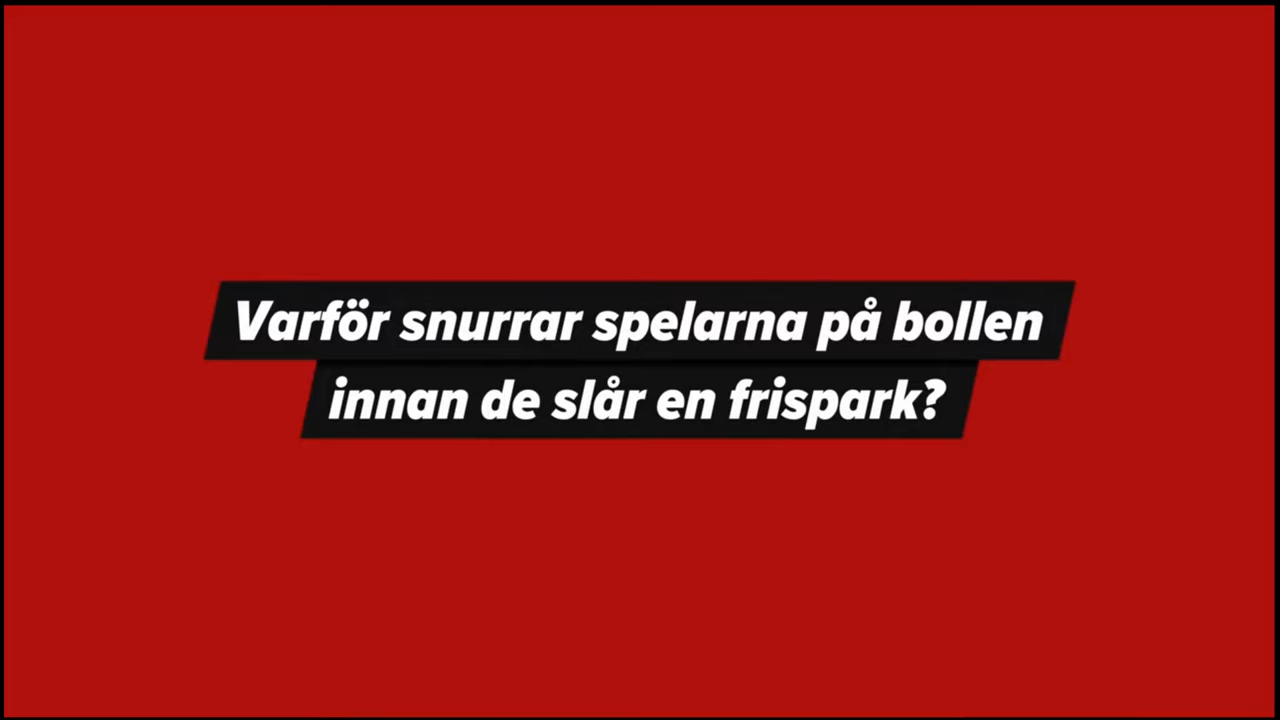 Varför snurrar spelarna på bollen
innan de slår en frispark?